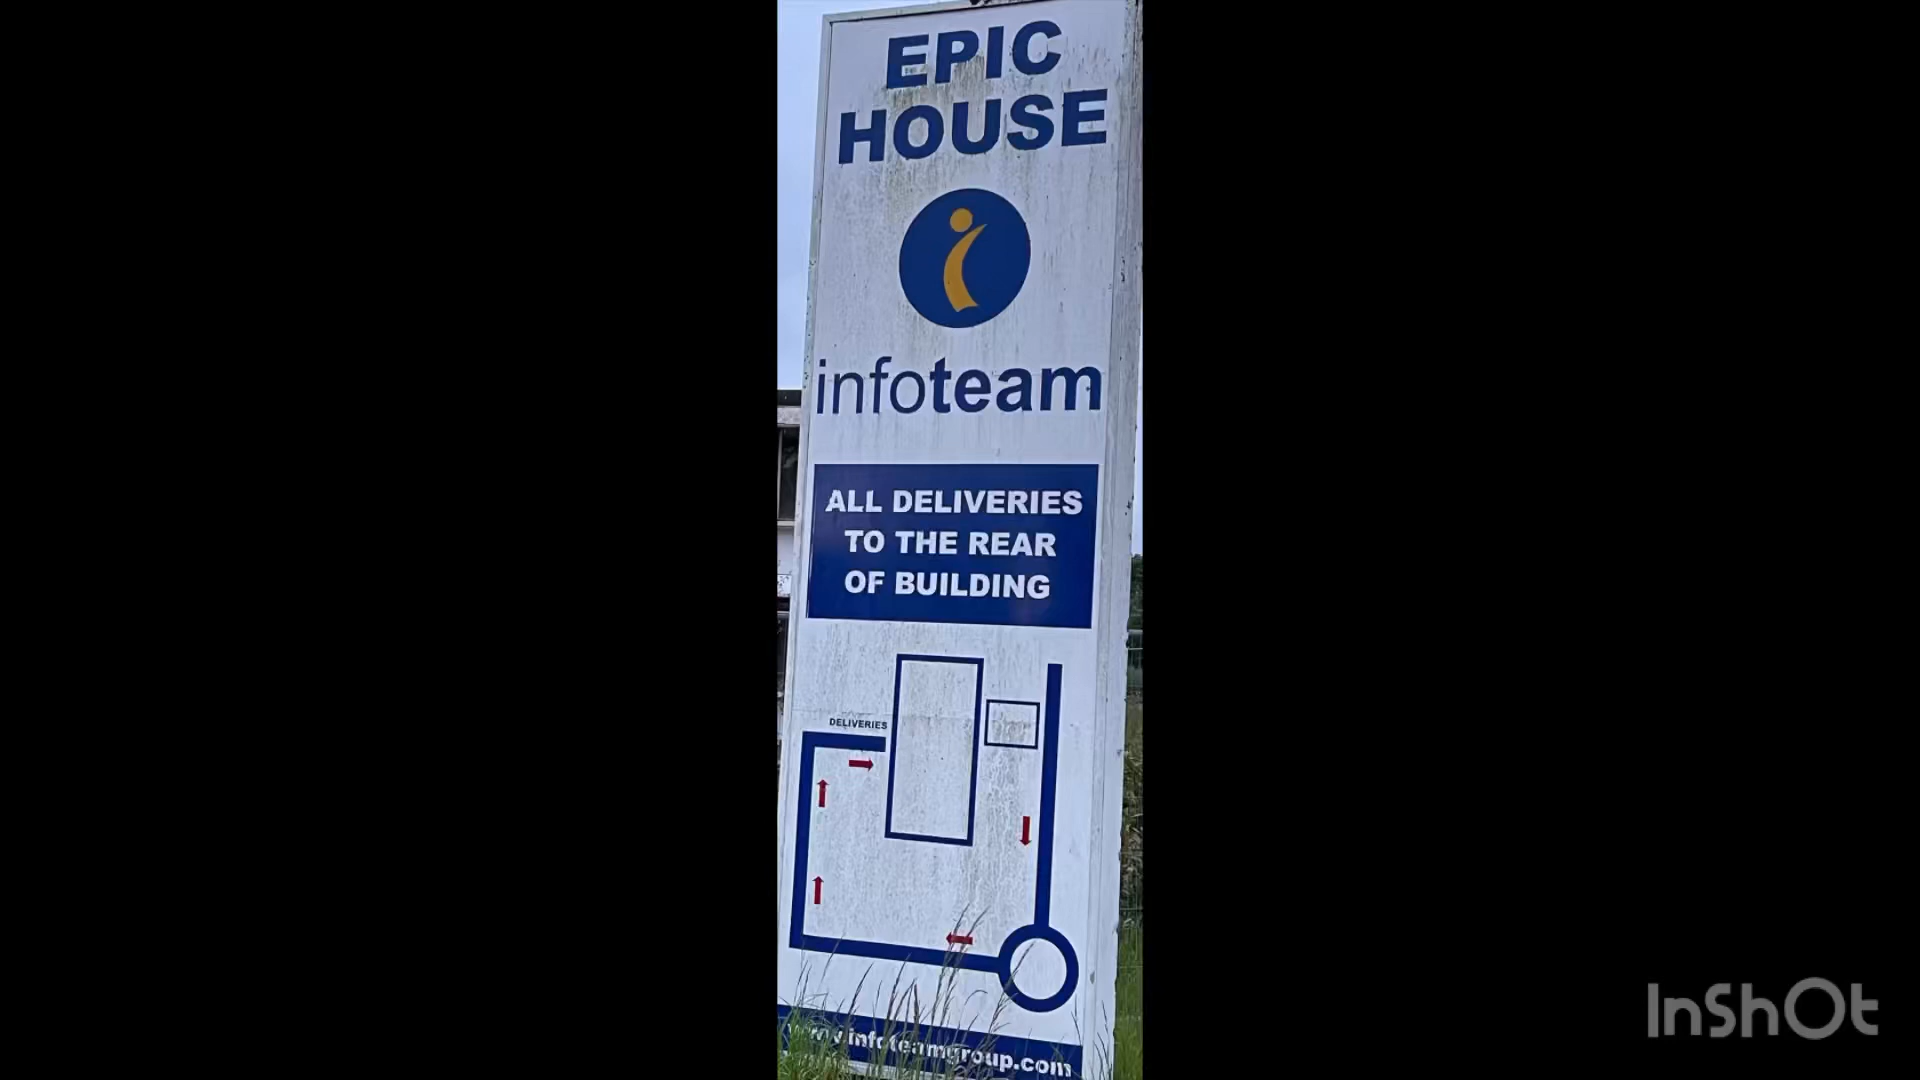 EPIC
HOUSE
infoteam
ALL DELIVERIES
TO THE REAR
OF BUILDING
DELIVERIES
www.infoteamgroup.com
InShOt